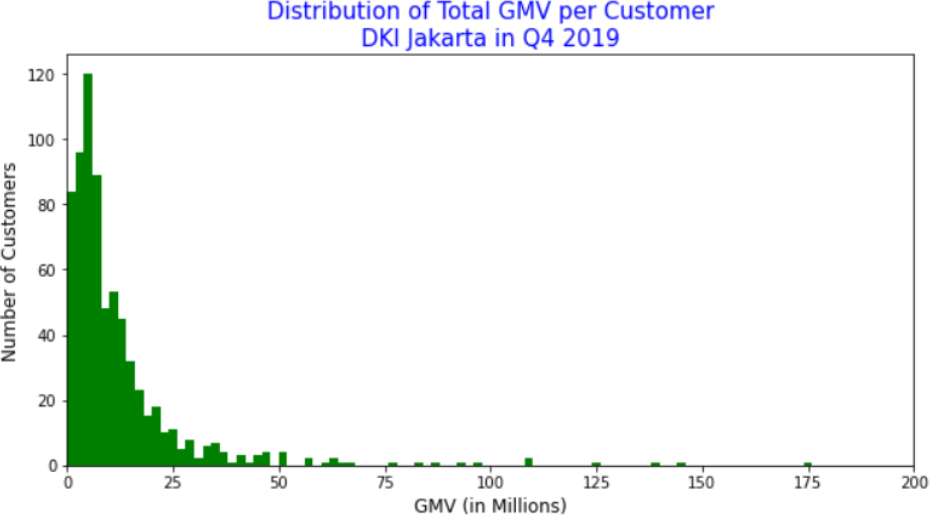 Distribution of Total GMV per Customer
DKI Jakarta in Q4 2019
120
100
80
60
40
20
0
Number of Customers
0 25 50 75 100 125 150 175 200
GMV (in Millions)